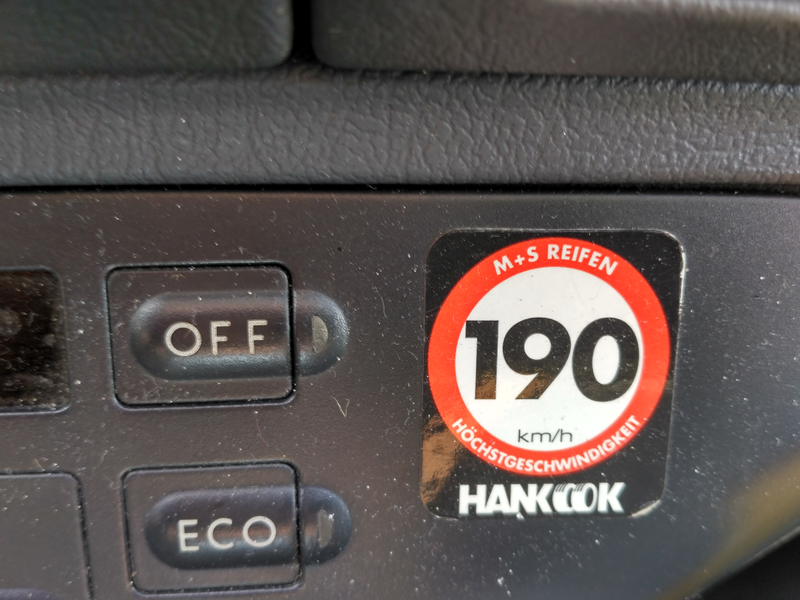 M+S REIFEN
OFF
190
km/h
HÖCHSTGESCHWINDIGKEIT
HANKOOK
ECO